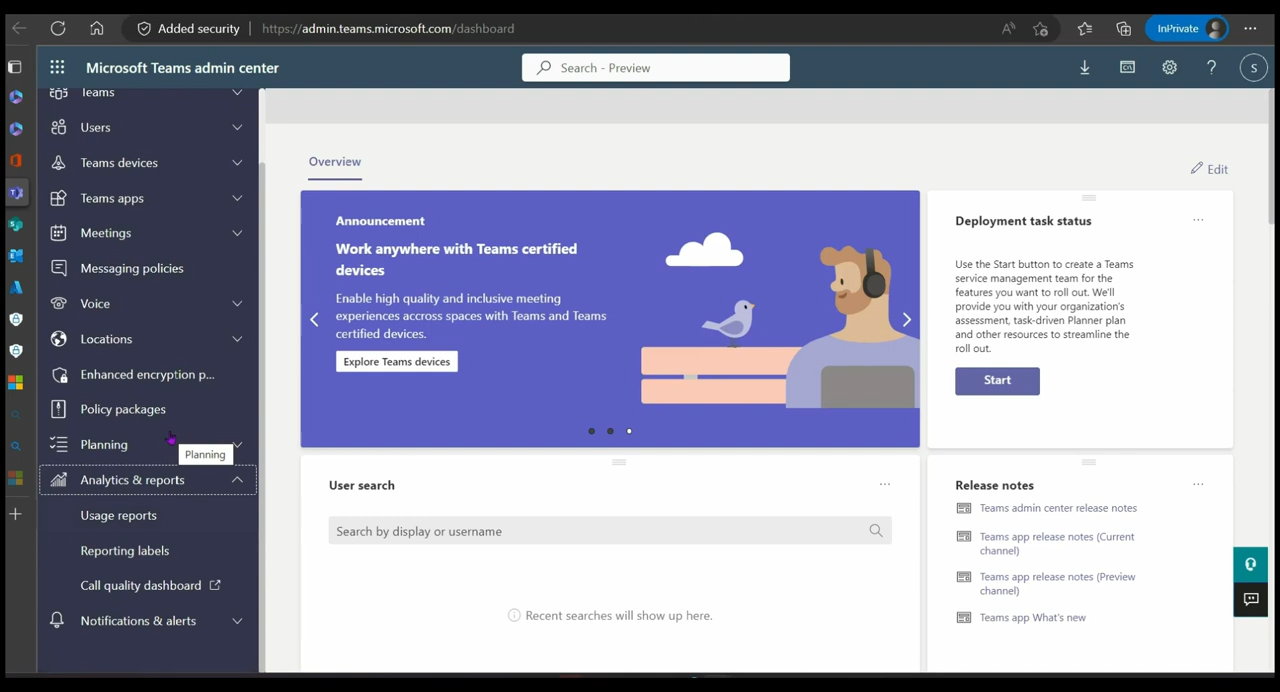 Added security
https://admin.teams.microsoft.com/dashboard
InPrivate
Microsoft Teams admin center
Search - Preview
S
Teams
Users
Teams devices
Teams apps
Meetings
Messaging policies
Voice
Locations
Enhanced encryption p...
Policy packages
Planning
Planning
Analytics & reports
Usage reports
Reporting labels
Call quality dashboard
Notifications & alerts
Overview
Edit
Announcement
Work anywhere with Teams certified
devices
Enable high quality and inclusive meeting
experiences accross spaces with Teams and Teams
certified devices.
Explore Teams devices
Deployment task status
Use the Start button to create a Teams
service management team for the
features you want to roll out. We'll
provide you with your organization's
assessment, task-driven Planner plan
and other resources to streamline the
roll out.
Start
User search
Search by display or username
Recent searches will show up here.
Release notes
Teams admin center release notes
Teams app release notes (Current
channel)
Teams app release notes (Preview
channel)
Teams app What's new